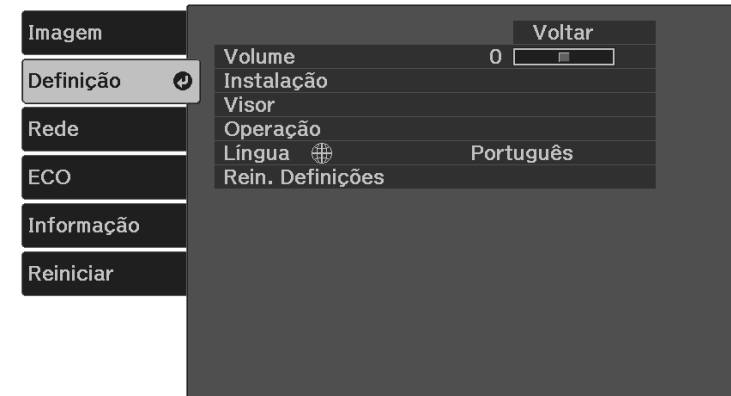 Imagem
Definição
Rede
ECO
Informação
Reiniciar
Voltar
Volume 0
Instalação
Visor
Operação
Língua Português
Rein. Definições